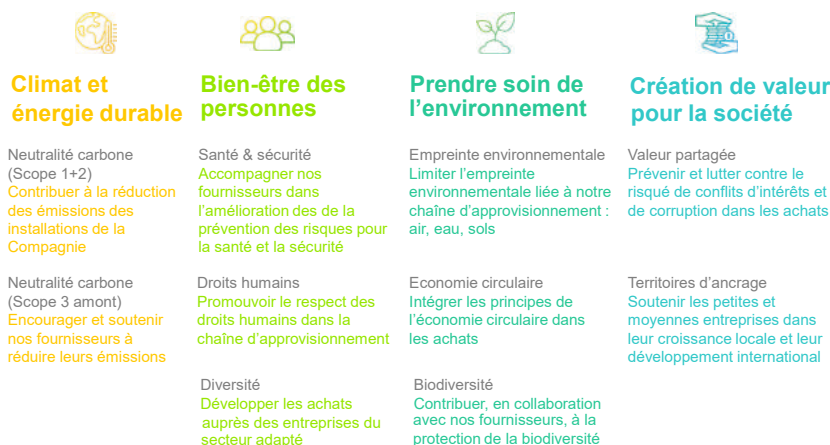 Climat et
énergie durable
Neutralité carbone
(Scope 1+2)
Contribuer à la réduction
des émissions des
installations de la
Compagnie
Neutralité carbone
(Scope 3 amont)
Encourager et soutenir
nos fournisseurs à
réduire leurs émissions
Bien-être des
personnes
Santé & sécurité
Accompagner nos
fournisseurs dans
l’amélioration des de la
prévention des risques pour
la santé et la sécurité
Droits humains
Promouvoir le respect des
droits humains dans la
chaîne d’approvisionnement
Diversité
Développer les achats
auprès des entreprises du
secteur adapté
Prendre soin de
l’environnement
Empreinte environnementale
Limiter l’empreinte
environnementale liée à notre
chaîne d’approvisionnement :
air, eau, sols
Economie circulaire
Intégrer les principes de
l’économie circulaire dans
les achats
Biodiversité
Contribuer, en collaboration
avec nos fournisseurs, à la
protection de la biodiversité
Création de valeur
pour la société
Valeur partagée
Prévenir et lutter contre le
risqué de conflits d’intérêts et
de corruption dans les achats
Territoires d’ancrage
Soutenir les petites et
moyennes entreprises dans
leur croissance locale et leur
développement international